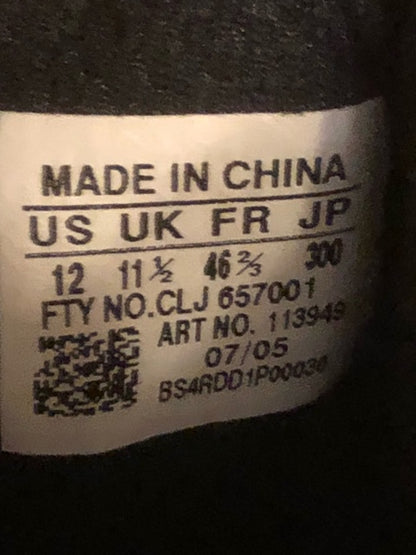 MADE IN CHINA
US UK FR JP
12 11½ 46⅔ 300
FTY NO.CLJ 657001
ART NO. 113949
07/05
BS4RDD1P00030